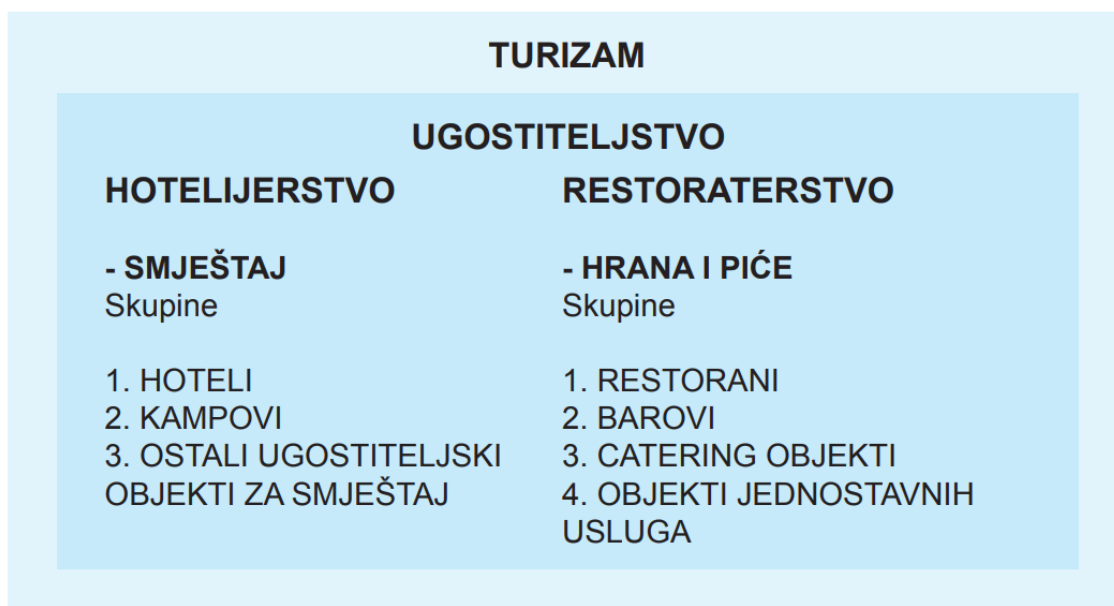 TURIZAM
UGOSTITELJSTVO
HOTELIJERSTVO
- SMJEŠTAJ
Skupine
1. HOTELI
2. KAMPOVI
3. OSTALI UGOSTITELJSKI
OBJEKTI ZA SMJEŠTAJ
RESTORATERSTVO
- HRANA I PIĆE
Skupine
1. RESTORANI
2. BAROVI
3. CATERING OBJEKTI
4. OBJEKTI JEDNOSTAVNIH
USLUGA